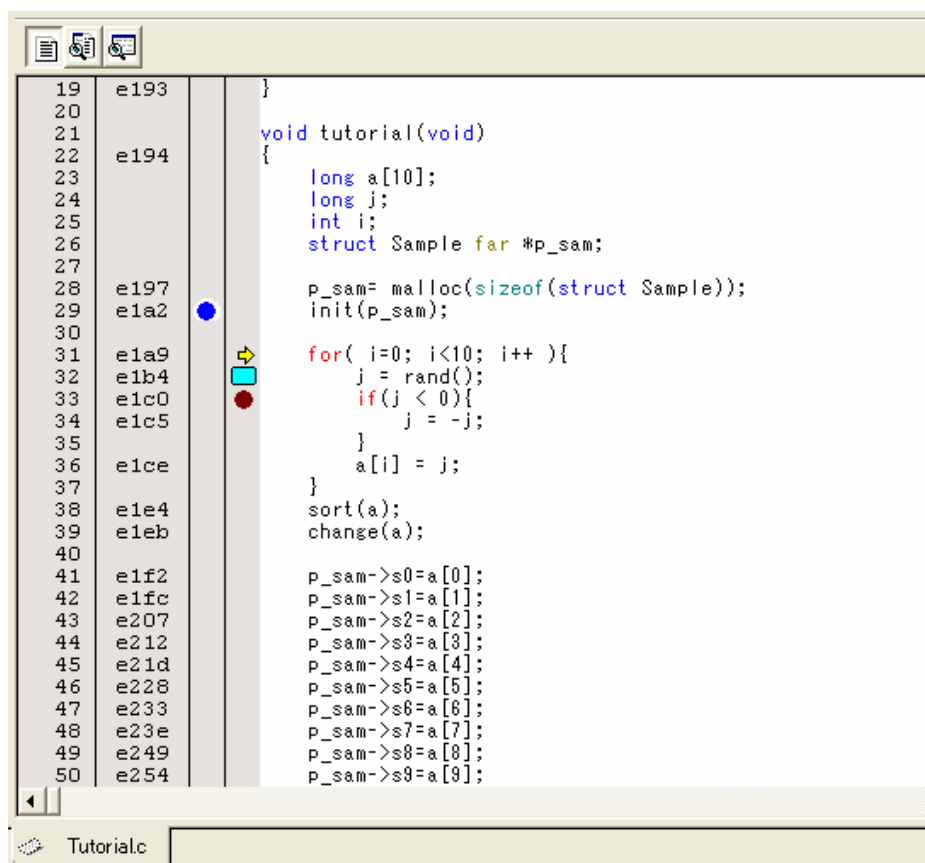 19 e193 }
20
21 void tutorial(void)
22 e194 {
23 long a[10];
24 long j;
25 int i;
26 struct Sample far *p_sam;
27
28 e197 p_sam= malloc(sizeof(struct Sample));
29 e1a2 init(p_sam);
30
31 e1a9 for( i=0; i<10; i++ ){
32 e1b4 j = rand();
33 e1c0 if(j < 0){
34 e1c5 j = -j;
35 }
36 e1ce a[i] = j;
37 }
38 e1e4 sort(a);
39 e1eb change(a);
40
41 e1f2 p_sam->s0=a[0];
42 e1fc p_sam->s1=a[1];
43 e207 p_sam->s2=a[2];
44 e212 p_sam->s3=a[3];
45 e21d p_sam->s4=a[4];
46 e228 p_sam->s5=a[5];
47 e233 p_sam->s6=a[6];
48 e23e p_sam->s7=a[7];
49 e249 p_sam->s8=a[8];
50 e254 p_sam->s9=a[9];
Tutorial.c